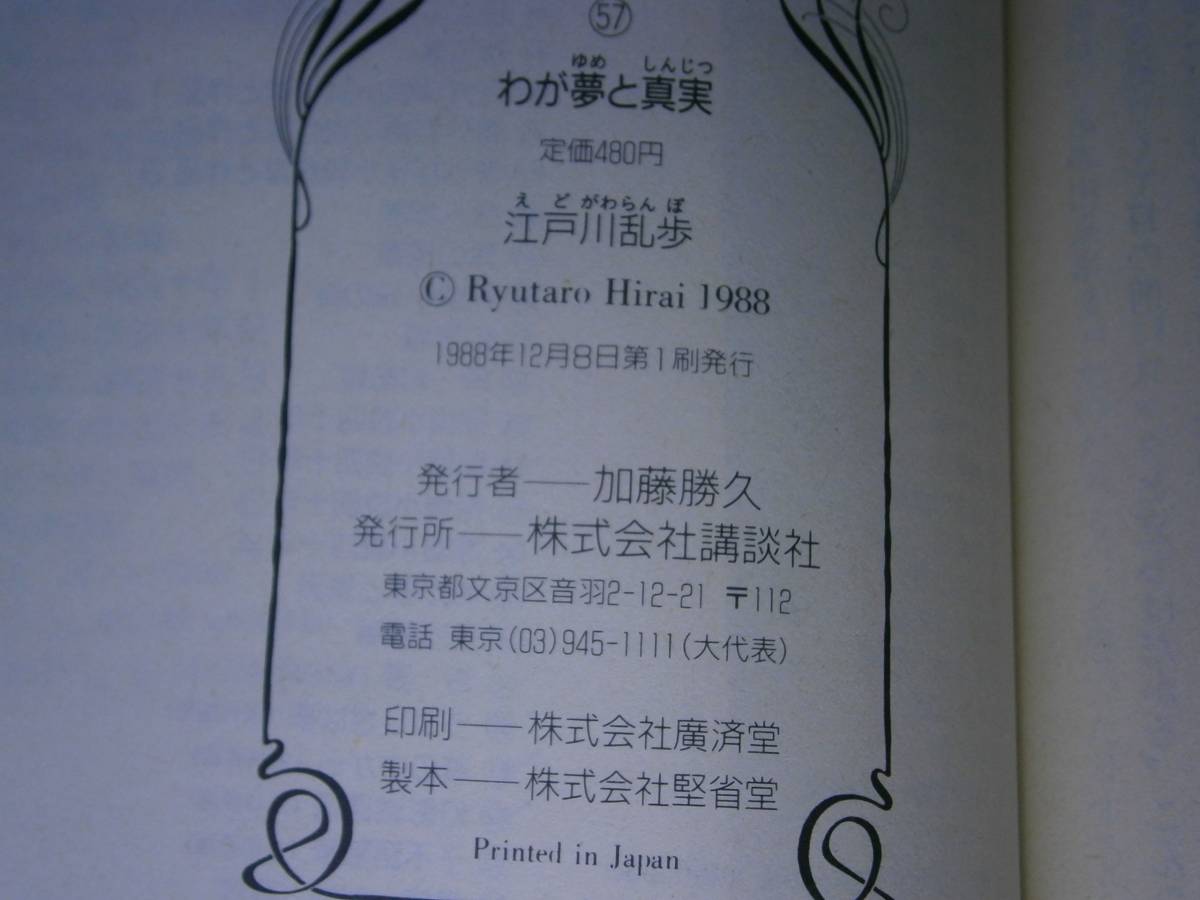 57
ゆめ しんじつ
わが夢と真実
定価480円
え ど がわらん ぽ
江戸川乱歩
© Ryutaro Hirai 1988
1988年12月8日第1刷発行
発行者──加藤勝久
発行所──株式会社講談社
東京都文京区音羽2-12-21 〒112
電話 東京(03)945-1111(大代表)
印刷──株式会社廣済堂
製本──株式会社堅省堂
Printed in Japan